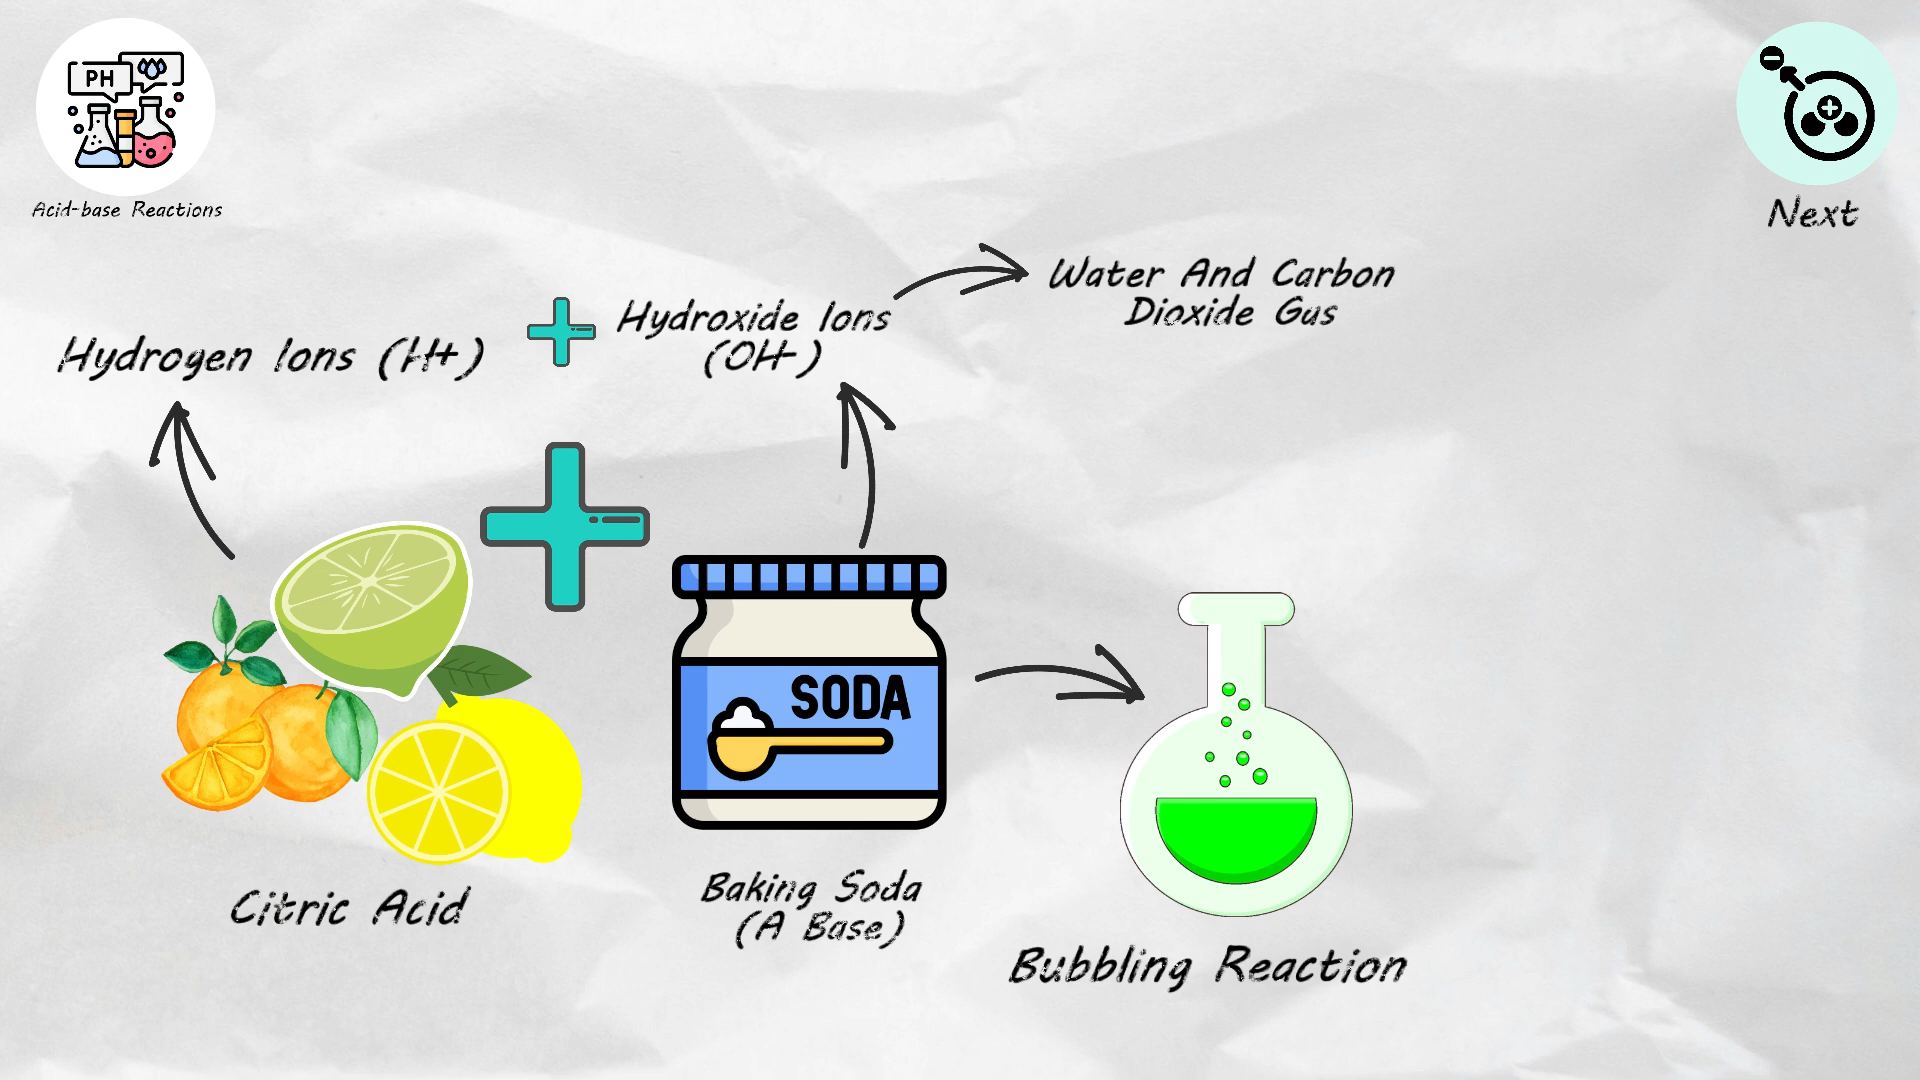 PH
Acid-base Reactions
Next
Water And Carbon
Dioxide Gas
Hydrogen Ions (H+)
Hydroxide Ions
(OH-)
SODA
Citric Acid
Baking Soda
(A Base)
Bubbling Reaction